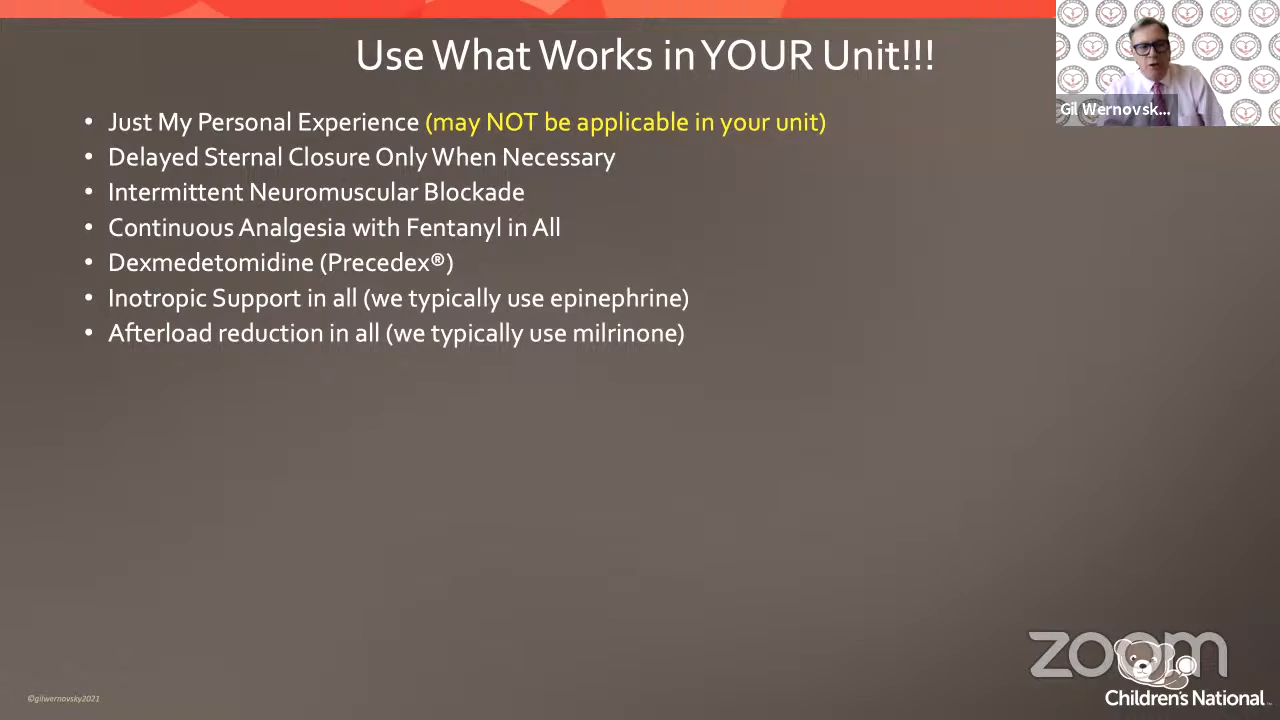 Use What Works in YOUR Unit!!!
Gil Wernovsk...
• Just My Personal Experience (may NOT be applicable in your unit)
• Delayed Sternal Closure Only When Necessary
• Intermittent Neuromuscular Blockade
• Continuous Analgesia with Fentanyl in All
• Dexmedetomidine (Precedex®)
• Inotropic Support in all (we typically use epinephrine)
• Afterload reduction in all (we typically use milrinone)
zoom
Children's National™
©gilwernovsky2021